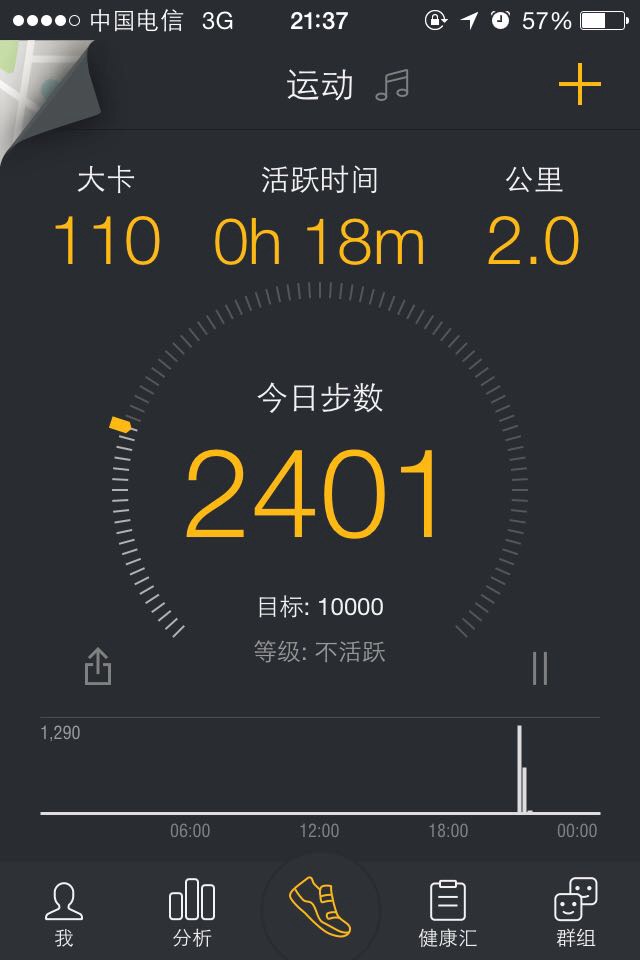 中国电信 3G 21:37 57%
运动
大卡 活跃时间 公里
110 0h 18m 2.0
今日步数
2401
目标: 10000
等级: 不活跃
1,290
06:00 12:00 18:00 00:00
我 分析 健康汇 群组